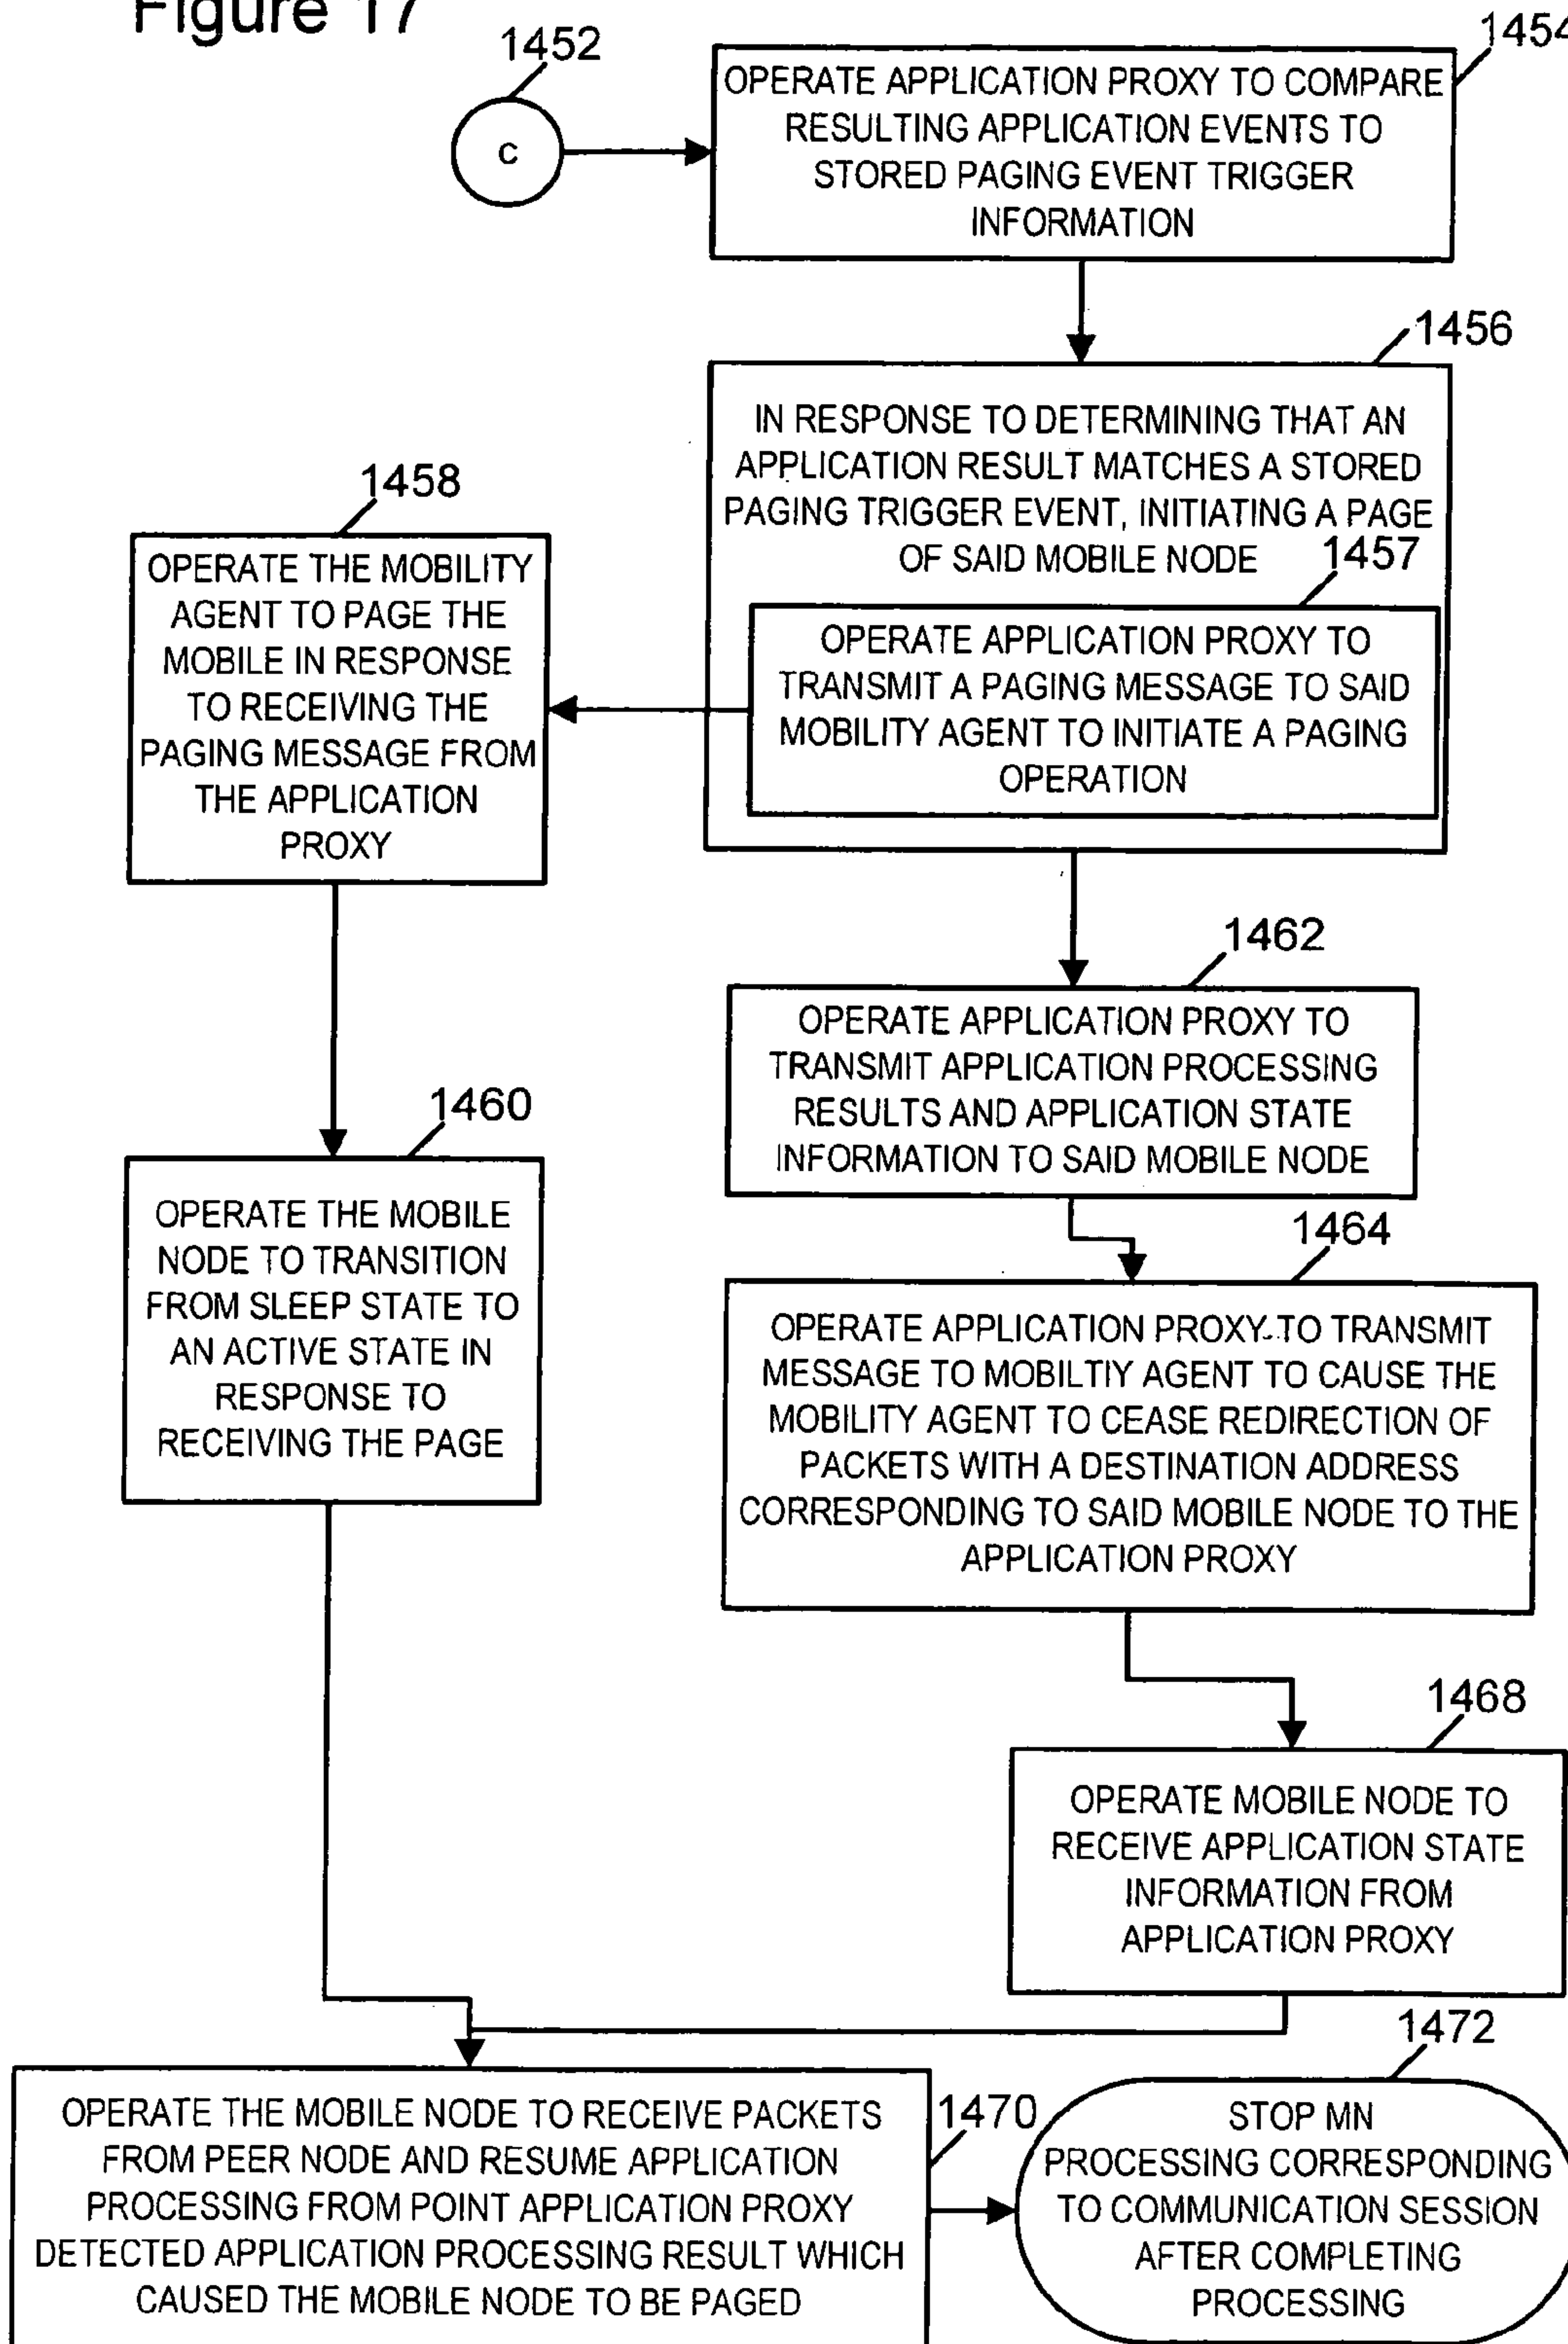 Figure 17
1452
1454
C
OPERATE APPLICATION PROXY TO COMPARE
RESULTING APPLICATION EVENTS TO
STORED PAGING EVENT TRIGGER
INFORMATION
1456
IN RESPONSE TO DETERMINING THAT AN
APPLICATION RESULT MATCHES A STORED
PAGING TRIGGER EVENT, INITIATING A PAGE
OF SAID MOBILE NODE
1457
OPERATE APPLICATION PROXY TO
TRANSMIT A PAGING MESSAGE TO SAID
MOBILITY AGENT TO INITIATE A PAGING
OPERATION
1458
OPERATE THE MOBILITY
AGENT TO PAGE THE
MOBILE IN RESPONSE
TO RECEIVING THE
PAGING MESSAGE FROM
THE APPLICATION
PROXY
1460
OPERATE THE MOBILE
NODE TO TRANSITION
FROM SLEEP STATE TO
AN ACTIVE STATE IN
RESPONSE TO
RECEIVING THE PAGE
1462
OPERATE APPLICATION PROXY TO
TRANSMIT APPLICATION PROCESSING
RESULTS AND APPLICATION STATE
INFORMATION TO SAID MOBILE NODE
1464
OPERATE APPLICATION PROXY TO TRANSMIT
MESSAGE TO MOBILTIY AGENT TO CAUSE THE
MOBILITY AGENT TO CEASE REDIRECTION OF
PACKETS WITH A DESTINATION ADDRESS
CORRESPONDING TO SAID MOBILE NODE TO THE
APPLICATION PROXY
1468
OPERATE MOBILE NODE TO
RECEIVE APPLICATION STATE
INFORMATION FROM
APPLICATION PROXY
1470
OPERATE THE MOBILE NODE TO RECEIVE PACKETS
FROM PEER NODE AND RESUME APPLICATION
PROCESSING FROM POINT APPLICATION PROXY
DETECTED APPLICATION PROCESSING RESULT WHICH
CAUSED THE MOBILE NODE TO BE PAGED
1472
STOP MN
PROCESSING CORRESPONDING
TO COMMUNICATION SESSION
AFTER COMPLETING
PROCESSING